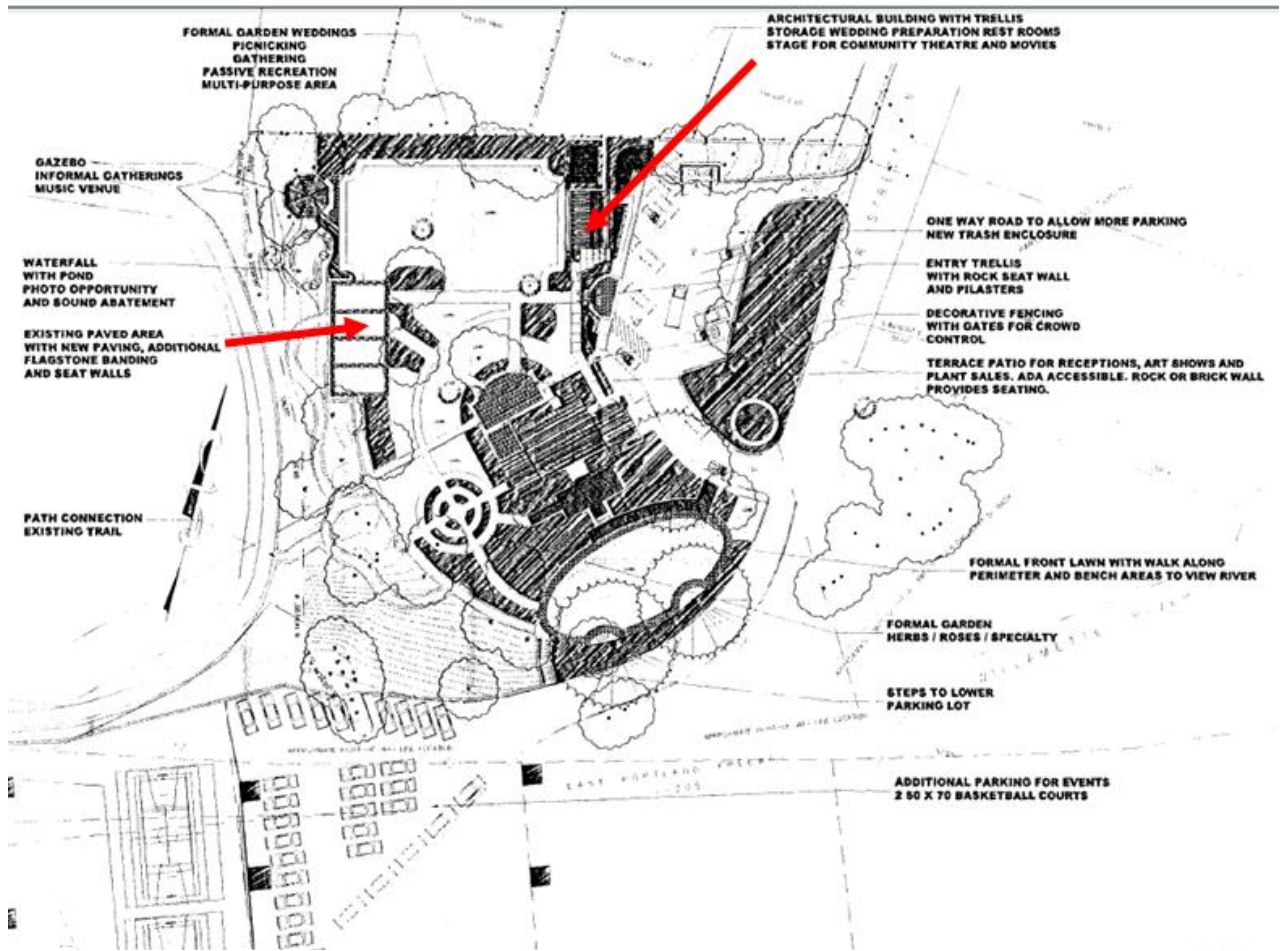 FORMAL GARDEN WEDDINGS
PICNICKING
GATHERING
PASSIVE RECREATION
MULTI-PURPOSE AREA
ARCHITECTURAL BUILDING WITH TRELLIS
STORAGE WEDDING PREPARATION REST ROOMS
STAGE FOR COMMUNITY THEATRE AND MOVIES
GAZEBO
INFORMAL GATHERINGS
MUSIC VENUE
WATERFALL
WITH POND
PHOTO OPPORTUNITY
AND SOUND ABATEMENT
EXISTING PAVED AREA
WITH NEW PAVING, ADDITIONAL
FLAGSTONE BANDING
AND SEAT WALLS
PATH CONNECTION
EXISTING TRAIL
ONE WAY ROAD TO ALLOW MORE PARKING
NEW TRASH ENCLOSURE
ENTRY TRELLIS
WITH ROCK SEAT WALL
AND PILASTERS
DECORATIVE FENCING
WITH GATES FOR CROWD
CONTROL
TERRACE PATIO FOR RECEPTIONS, ART SHOWS AND
PLANT SALES. ADA ACCESSIBLE. ROCK OR BRICK WALL
PROVIDES SEATING.
FORMAL FRONT LAWN WITH WALK ALONG
PERIMETER AND BENCH AREAS TO VIEW RIVER
FORMAL GARDEN
HERBS / ROSES / SPECIALTY
STEPS TO LOWER
PARKING LOT
ADDITIONAL PARKING FOR EVENTS
2 50 X 70 BASKETBALL COURTS
STREET
EAST PORTLAND FREEWAY
I-205